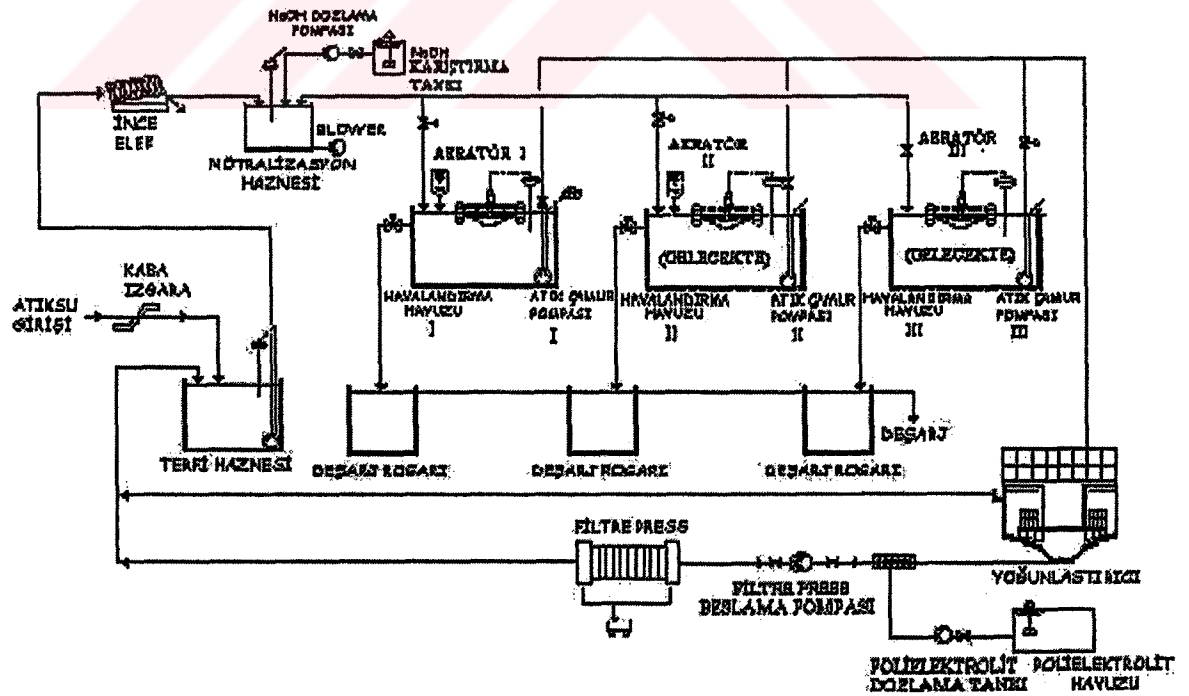 NaOH DOZLAMA
POMPASI
NaOH
KARIŞTIRMA
TANKI
İNCE
ELEK
BLOWER
NÖTRALİZASYON
HAZNESİ
AERATÖR I
AERATÖR
II
AERATÖR
III
(GELECEKTE)
(GELECEKTE)
KABA
IZGARA
ATIKSU
GİRİŞİ
HAVALANDIRMA
HAVUZU
I
ATIK ÇAMUR
POMPASI
I
HAVALANDIRMA
HAVUZU
II
ATIK ÇAMUR
POMPASI
II
HAVALANDIRMA
HAVUZU
III
ATIK ÇAMUR
POMPASI
III
TERFİ HAZNESİ
DEŞARJ ROGARI
DEŞARJ ROGARI
DEŞARJ ROGARI
DEŞARJ
FİLTRE PRESS
FİLTRE PRESS
BESLAMA POMPASI
YOĞUNLAŞTIRICI
POLİELEKTROLİT
DOZLAMA TANKI
POLİELEKTROLİT
HAVUZU